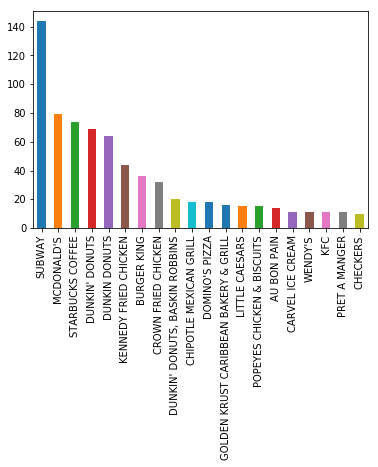 140
120
100
80
60
40
20
0
SUBWAY
MCDONALD'S
STARBUCKS COFFEE
DUNKIN' DONUTS
DUNKIN DONUTS
KENNEDY FRIED CHICKEN
BURGER KING
CROWN FRIED CHICKEN
DUNKIN' DONUTS, BASKIN ROBBINS
CHIPOTLE MEXICAN GRILL
DOMINO'S PIZZA
GOLDEN KRUST CARIBBEAN BAKERY & GRILL
LITTLE CAESARS
POPEYES CHICKEN & BISCUITS
AU BON PAIN
CARVEL ICE CREAM
WENDY'S
KFC
PRET A MANGER
CHECKERS